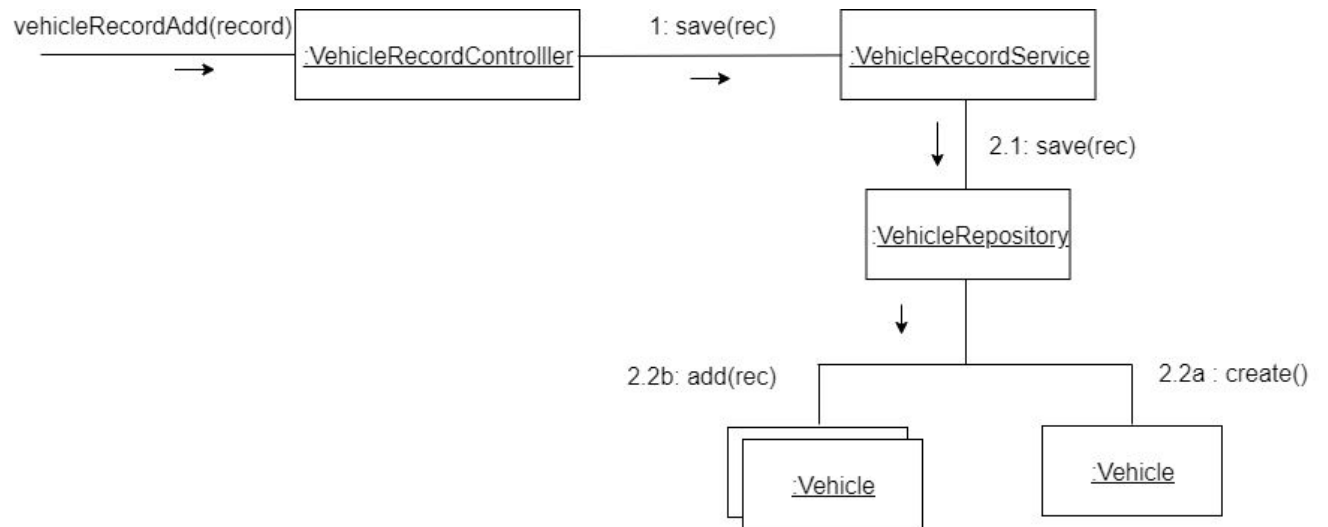 vehicleRecordAdd(record)
1: save(rec)
:VehicleRecordControlller
:VehicleRecordService
2.1: save(rec)
:VehicleRepository
2.2b: add(rec)
2.2a : create()
:Vehicle
:Vehicle